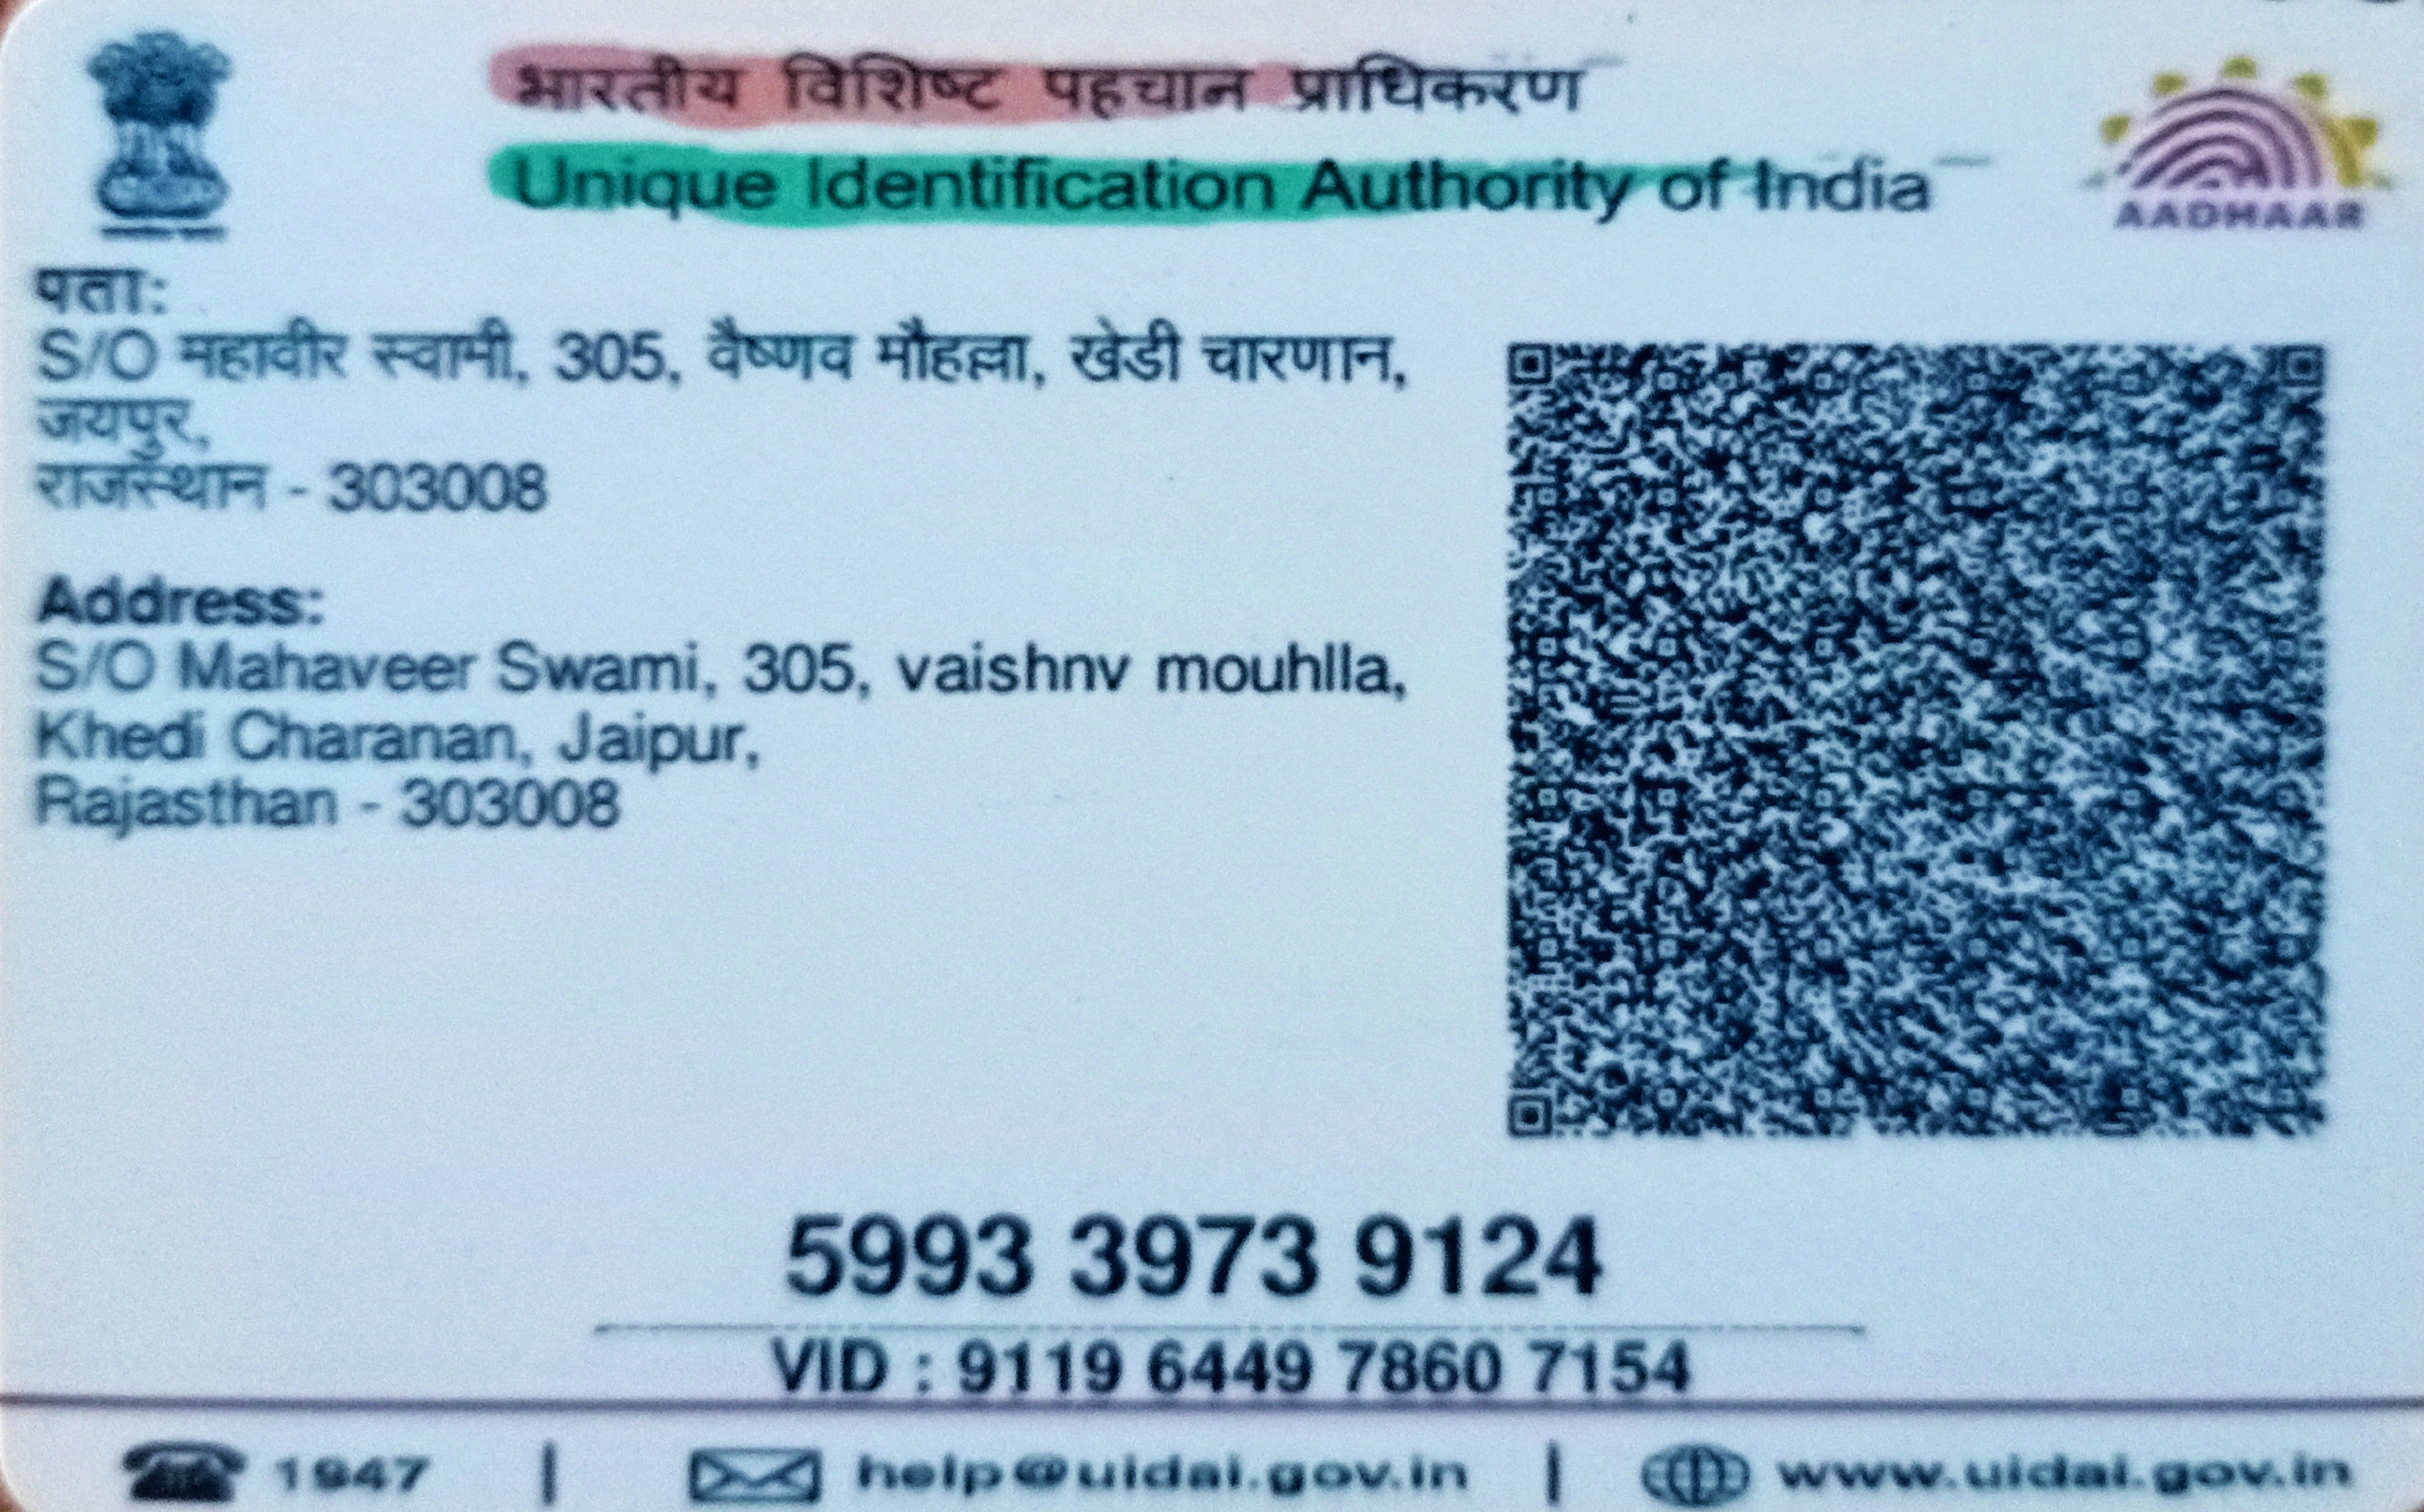 भारतीय विशिष्ट पहचान प्राधिकरण
Unique Identification Authority of India
AADHAAR
पता:
S/O महावीर स्वामी, 305, वैष्णव मौहल्ला, खेडी चारणान,
जयपुर,
राजस्थान - 303008
Address:
S/O Mahaveer Swami, 305, vaishnv mouhlla,
Khedi Charanan, Jaipur,
Rajasthan - 303008
5993 3973 9124
VID : 9119 6449 7860 7154
1947 | help@uidai.gov.in | www.uidai.gov.in